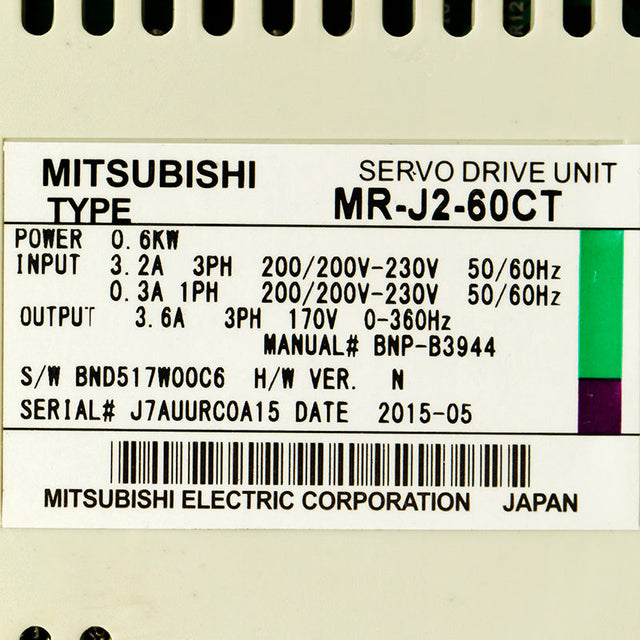 MITSUBISHI SERVO DRIVE UNIT
TYPE MR-J2-60CT
POWER 0.6KW
INPUT 3.2A 3PH 200/200V-230V 50/60Hz
0.3A 1PH 200/200V-230V 50/60Hz
OUTPUT 3.6A 3PH 170V 0-360Hz
MANUAL# BNP-B3944
S/W BND517W00C6 H/W VER. N
SERIAL# J7AUURC0A15 DATE 2015-05
MITSUBISHI ELECTRIC CORPORATION JAPAN